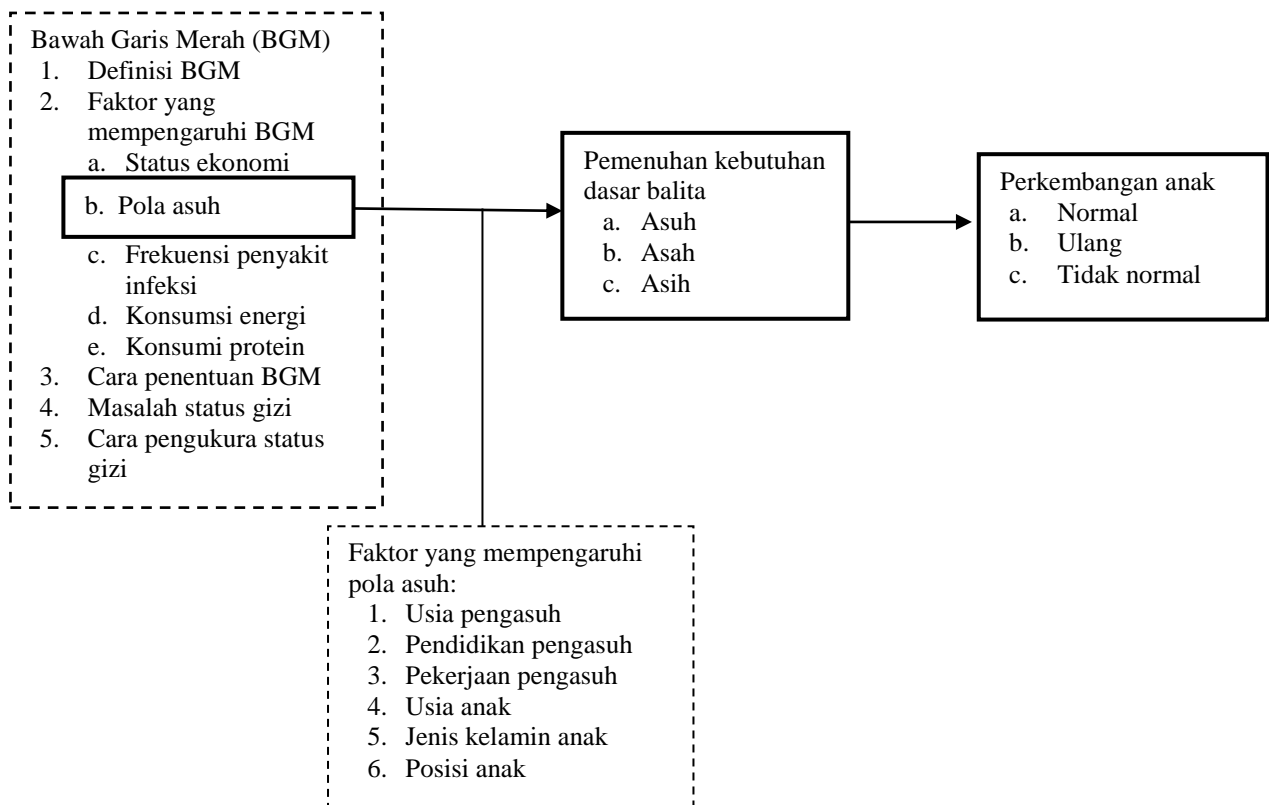 Bawah Garis Merah (BGM)
1. Definisi BGM
2. Faktor yang
mempengaruhi BGM
a. Status ekonomi
b. Pola asuh
c. Frekuensi penyakit
infeksi
d. Konsumsi energi
e. Konsumi protein
3. Cara penentuan BGM
4. Masalah status gizi
5. Cara pengukura status
gizi
Pemenuhan kebutuhan
dasar balita
a. Asuh
b. Asah
c. Asih
Perkembangan anak
a. Normal
b. Ulang
c. Tidak normal
Faktor yang mempengaruhi
pola asuh:
1. Usia pengasuh
2. Pendidikan pengasuh
3. Pekerjaan pengasuh
4. Usia anak
5. Jenis kelamin anak
6. Posisi anak